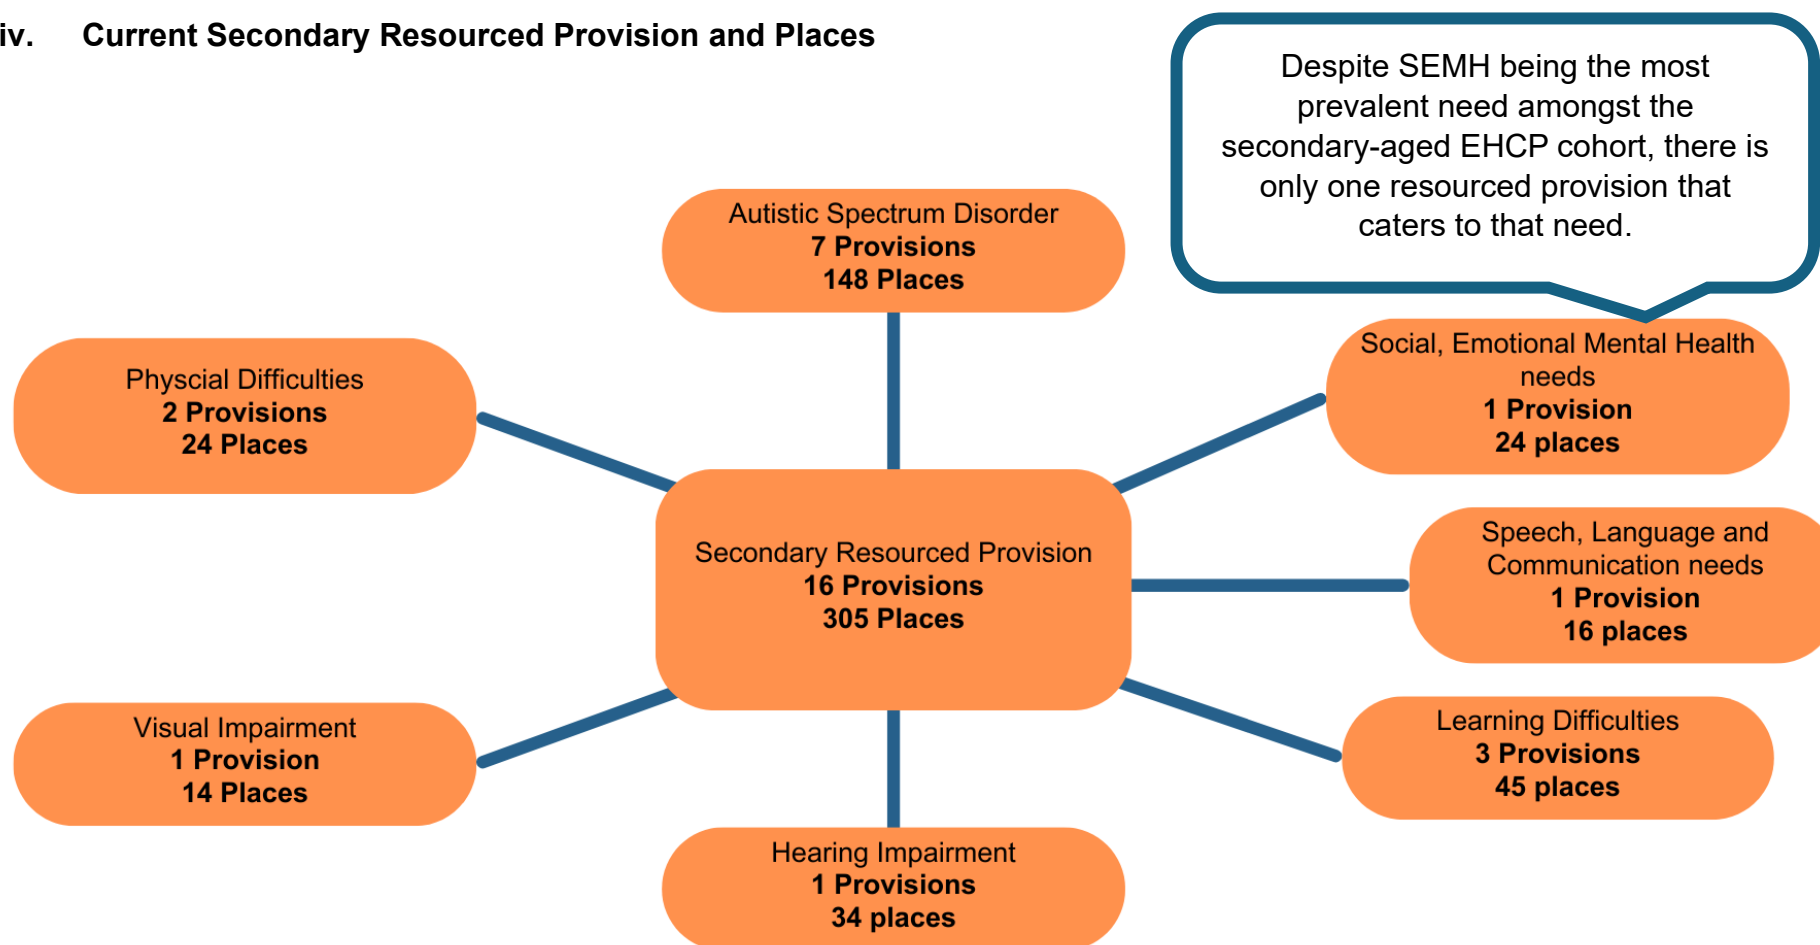 iv. Current Secondary Resourced Provision and Places
Despite SEMH being the most
prevalent need amongst the
secondary-aged EHCP cohort, there is
only one resourced provision that
caters to that need.
Autistic Spectrum Disorder
7 Provisions
148 Places
Social, Emotional Mental Health
needs
1 Provision
24 places
Physcial Difficulties
2 Provisions
24 Places
Speech, Language and
Communication needs
1 Provision
16 places
Secondary Resourced Provision
16 Provisions
305 Places
Learning Difficulties
3 Provisions
45 places
Visual Impairment
1 Provision
14 Places
Hearing Impairment
1 Provisions
34 places